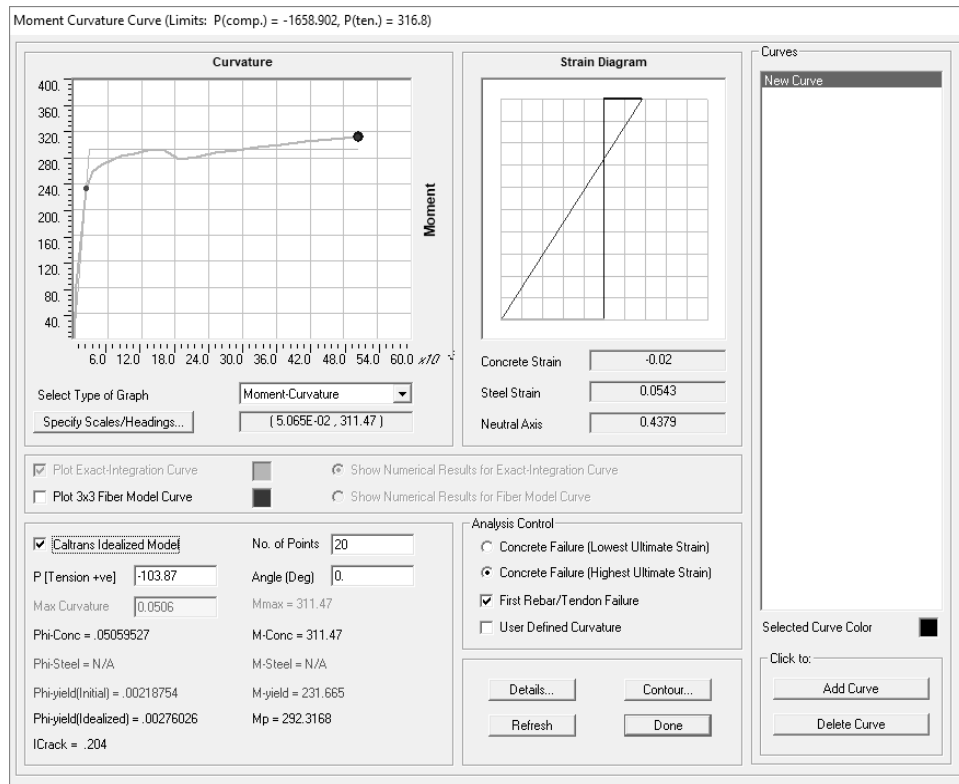 Moment Curvature Curve (Limits: P(comp.) = -1658.902, P(ten.) = 316.8)
Curvature
400.
360.
320.
280.
240.
200.
160.
120.
80.
40.
Moment
6.0 12.0 18.0 24.0 30.0 36.0 42.0 48.0 54.0 60.0 x10
Select Type of Graph
Moment-Curvature
Specify Scales/Headings...
( 5.065E-02 , 311.47 )
Strain Diagram
Concrete Strain
-0.02
Steel Strain
0.0543
Neutral Axis
0.4379
Curves
New Curve
Plot Exact-Integration Curve
Show Numerical Results for Exact-Integration Curve
Plot 3x3 Fiber Model Curve
Show Numerical Results for Fiber Model Curve
Caltrans Idealized Model
No. of Points
20
P [Tension +ve]
-103.87
Angle (Deg)
0.
Max Curvature
0.0506
Mmax = 311.47
Phi-Conc = .05059527
M-Conc = 311.47
Phi-Steel = N/A
M-Steel = N/A
Phi-yield(Initial) = .00218754
M-yield = 231.665
Phi-yield(Idealized) = .00276026
Mp = 292.3168
ICrack = .204
Analysis Control
Concrete Failure (Lowest Ultimate Strain)
Concrete Failure (Highest Ultimate Strain)
First Rebar/Tendon Failure
User Defined Curvature
Details...
Contour...
Refresh
Done
Selected Curve Color
Click to:
Add Curve
Delete Curve